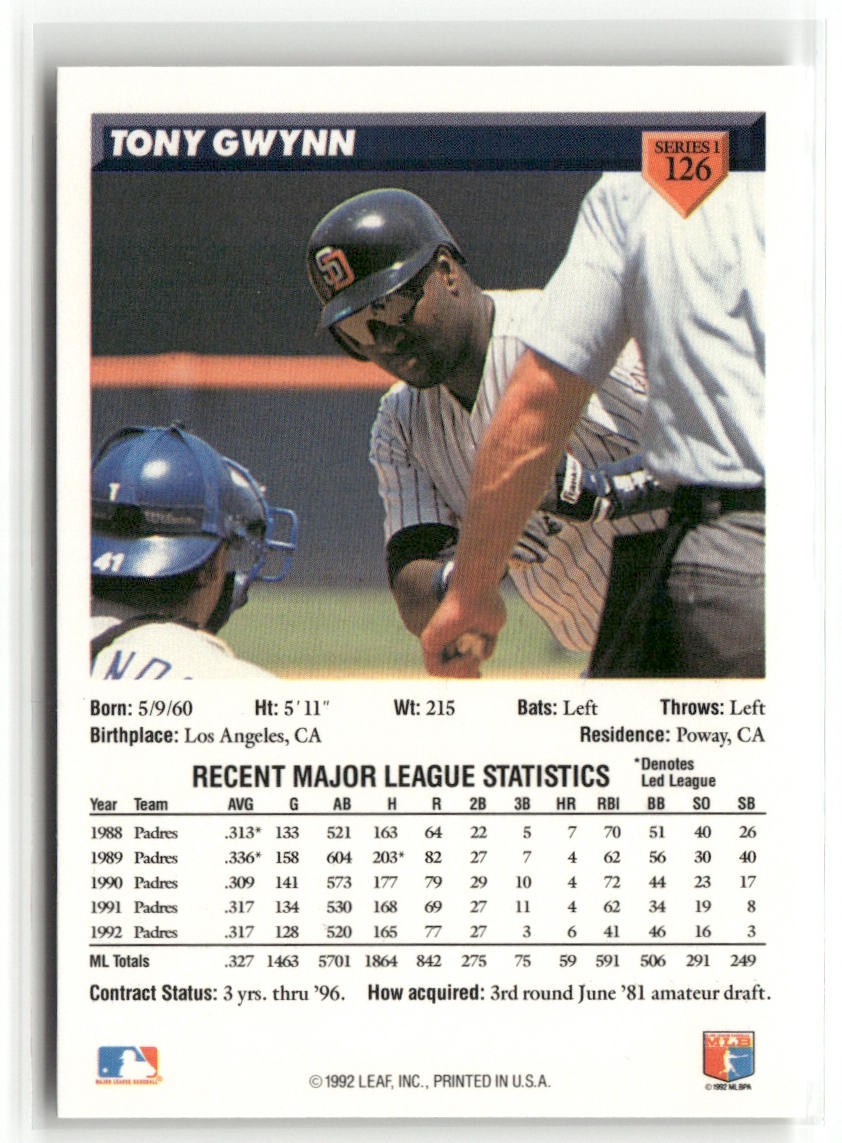 TONY GWYNN
SERIES 1
126
SD
1
41
Born: 5/9/60 Ht: 5'11" Wt: 215 Bats: Left Throws: Left
Birthplace: Los Angeles, CA Residence: Poway, CA
RECENT MAJOR LEAGUE STATISTICS *Denotes
Led League
Year Team AVG G AB H R 2B 3B HR RBI BB SO SB
1988 Padres .313* 133 521 163 64 22 5 7 70 51 40 26
1989 Padres .336* 158 604 203* 82 27 7 4 62 56 30 40
1990 Padres .309 141 573 177 79 29 10 4 72 44 23 17
1991 Padres .317 134 530 168 69 27 11 4 62 34 19 8
1992 Padres .317 128 520 165 77 27 3 6 41 46 16 3
ML Totals .327 1463 5701 1864 842 275 75 59 591 506 291 249
Contract Status: 3 yrs. thru '96. How acquired: 3rd round June '81 amateur draft.
MAJOR LEAGUE BASEBALL®
©1992 LEAF, INC., PRINTED IN U.S.A.
MLB
©1992 MLBPA